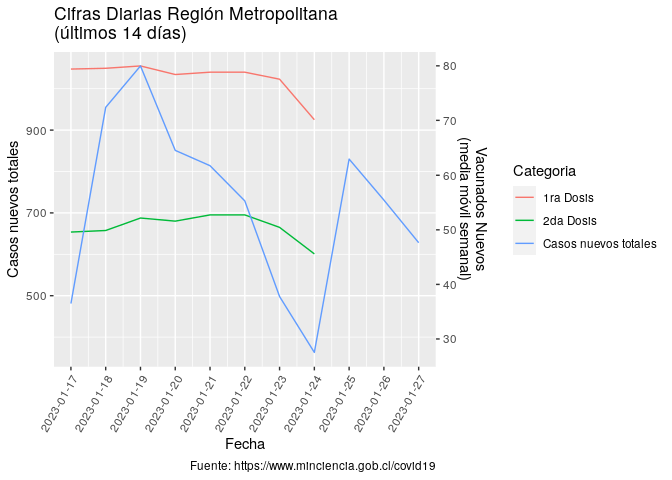 Cifras Diarias Región Metropolitana
(últimos 14 días)
Casos nuevos totales
900
700
500
80
70
60
50
40
30
Vacunados Nuevos
(media móvil semanal)
2023-01-17
2023-01-18
2023-01-19
2023-01-20
2023-01-21
2023-01-22
2023-01-23
2023-01-24
2023-01-25
2023-01-26
2023-01-27
Fecha
Categoria
1ra Dosis
2da Dosis
Casos nuevos totales
Fuente: https://www.minciencia.gob.cl/covid19